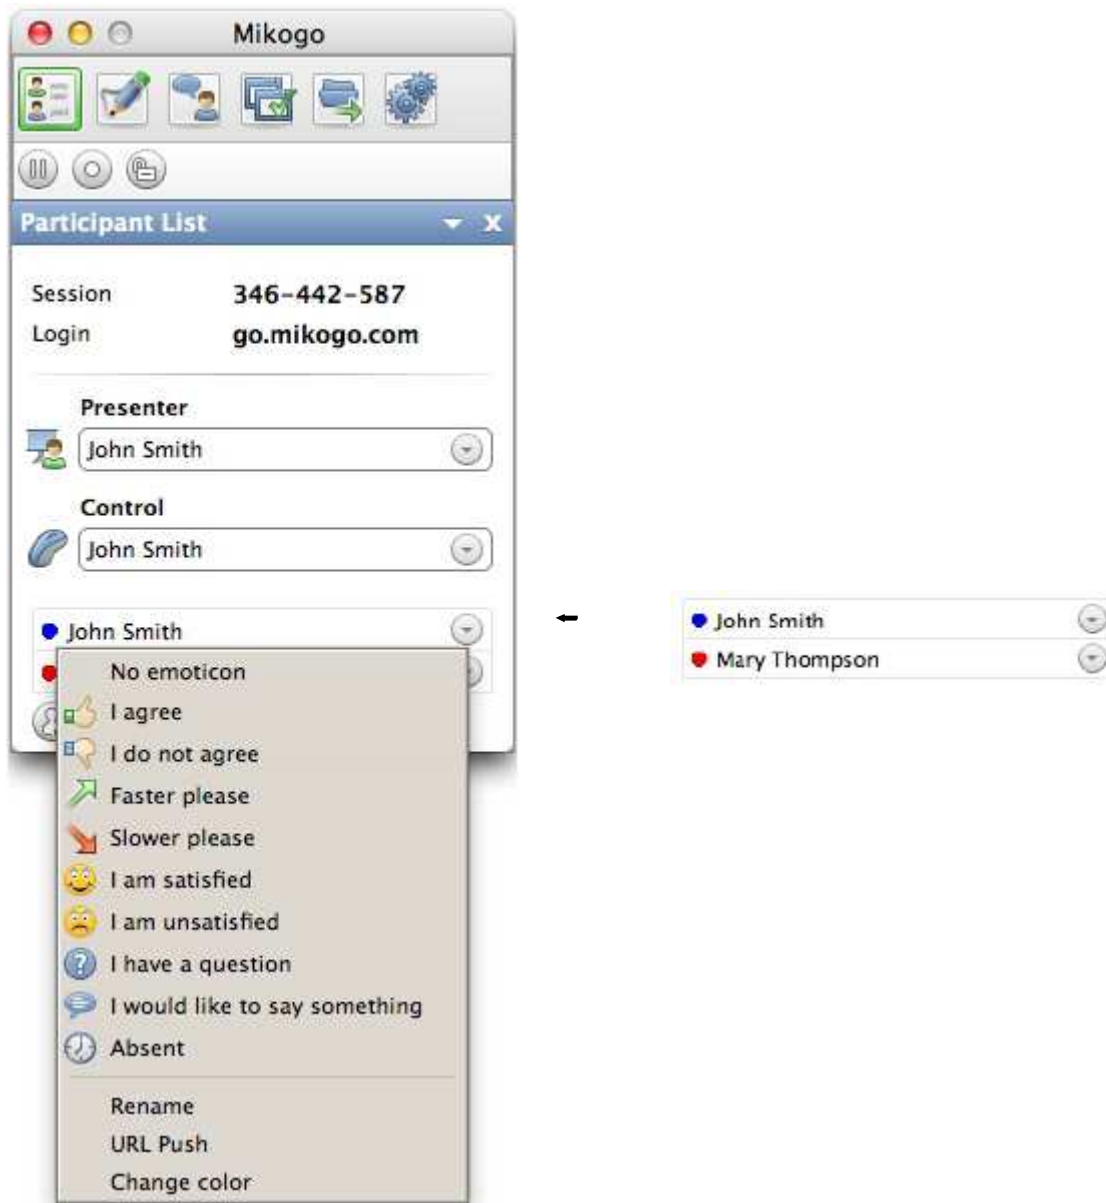 Mikogo
Participant List
Session 346-442-587
Login go.mikogo.com
Presenter
John Smith
Control
John Smith
John Smith
No emoticon
I agree
I do not agree
Faster please
Slower please
I am satisfied
I am unsatisfied
I have a question
I would like to say something
Absent
Rename
URL Push
Change color
John Smith
Mary Thompson